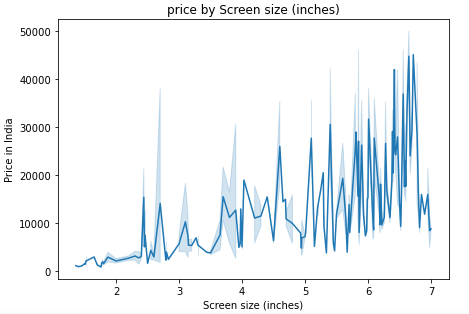 price by Screen size (inches)
50000
40000
30000
20000
10000
0
Price in India
2 3 4 5 6 7
Screen size (inches)